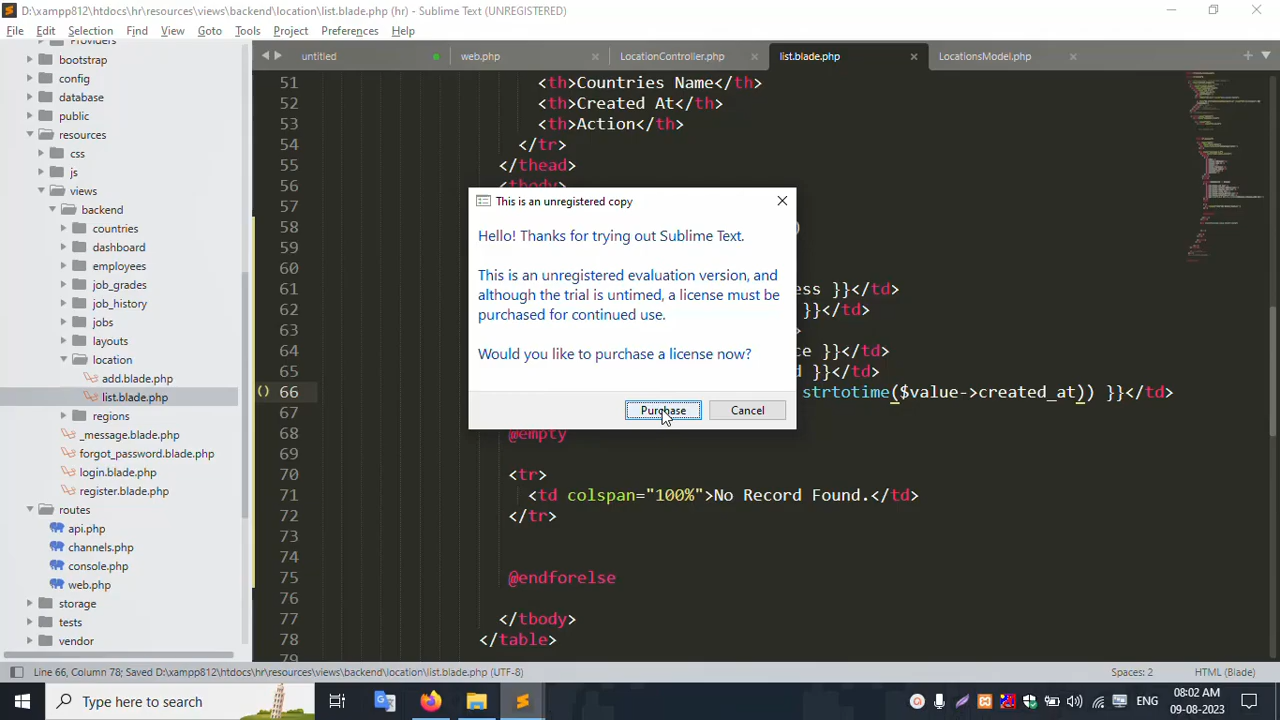 D:\xampp812\htdocs\hr\resources\views\backend\location\list.blade.php (hr) - Sublime Text (UNREGISTERED)
File Edit Selection Find View Goto Tools Project Preferences Help
untitled web.php LocationController.php list.blade.php LocationsModel.php
Providers
bootstrap
config
database
public
resources
css
js
views
backend
countries
dashboard
employees
job_grades
job_history
jobs
layouts
location
add.blade.php
list.blade.php
regions
_message.blade.php
forgot_password.blade.php
login.blade.php
register.blade.php
routes
api.php
channels.php
console.php
web.php
storage
tests
vendor
51 <th>Countries Name</th>
52 <th>Created At</th>
53 <th>Action</th>
54 </tr>
55 </thead>
56 <tbody>
57
58 )
59
60
61 ess }}</td>
62 }}</td>
63 >
64 ce }}</td>
65 d }}</td>
66 strtotime($value->created_at)) }}</td>
67
68 @empty
69
70 <tr>
71 <td colspan="100%">No Record Found.</td>
72 </tr>
73
74
75 @endforelse
76
77 </tbody>
78 </table>
79
This is an unregistered copy
Hello! Thanks for trying out Sublime Text.
This is an unregistered evaluation version, and
although the trial is untimed, a license must be
purchased for continued use.
Would you like to purchase a license now?
Purchase Cancel
Line 66, Column 78; Saved D:\xampp812\htdocs\hr\resources\views\backend\location\list.blade.php (UTF-8) Spaces: 2 HTML (Blade)
Type here to search
ENG
08:02 AM
09-08-2023